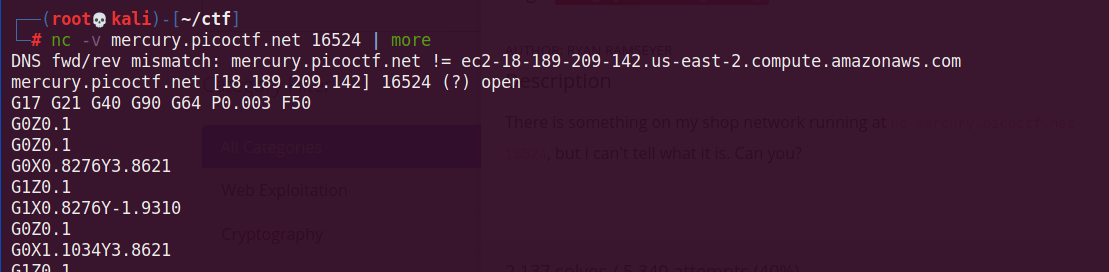 ┌──(root💀kali)-[~/ctf]
└─# nc -v mercury.picoctf.net 16524 | more
DNS fwd/rev mismatch: mercury.picoctf.net != ec2-18-189-209-142.us-east-2.compute.amazonaws.com
mercury.picoctf.net [18.189.209.142] 16524 (?) open
Description
G17 G21 G40 G90 G64 P0.003 F50
G0Z0.1
There is something on my shop network running at
G0Z0.1
All Categories
, but I can't tell what it is. Can you?
G0X0.8276Y3.8621
G1Z0.1
Web Exploitation
G1X0.8276Y-1.9310
G0Z0.1
Cryptography
G0X1.1034Y3.8621
G1Z0.1